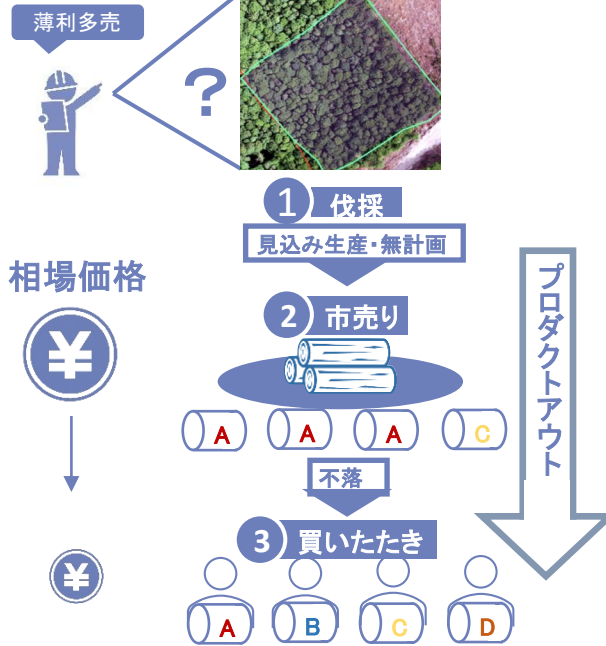 薄利多売
?
1 伐採
見込み生産・無計画
相場価格
¥
2 市売り
A A A C
不落
3 買いたたき
¥
A B C D
プロダクトアウト